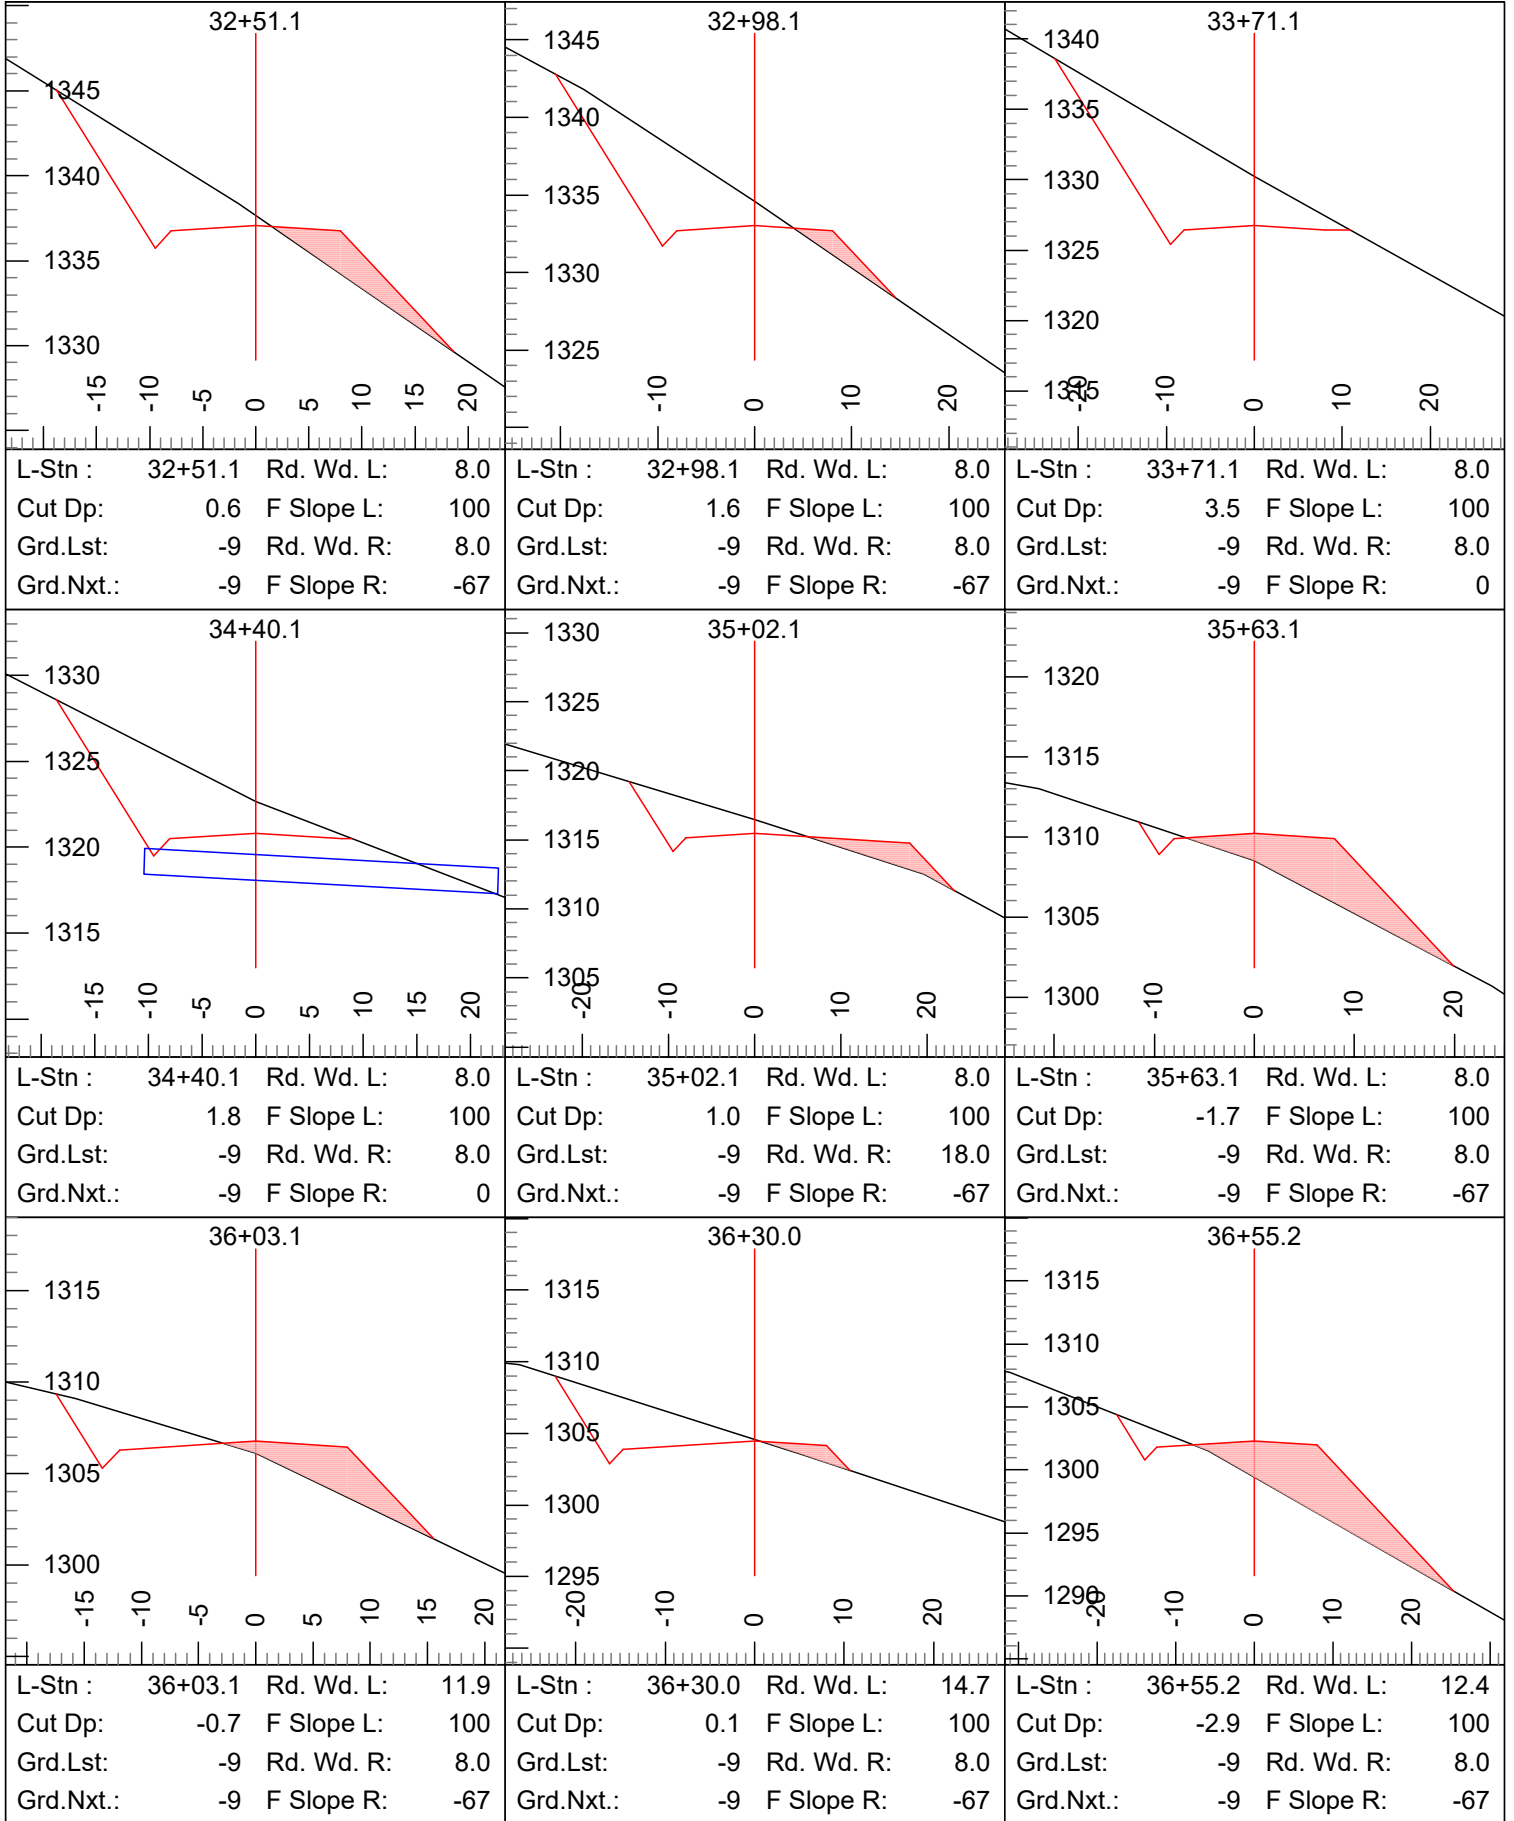 32+51.1
1345
1340
1335
1330
-15 -10 -5 0 5 10 15 20
L-Stn : 32+51.1 Rd. Wd. L: 8.0
Cut Dp: 0.6 F Slope L: 100
Grd.Lst: -9 Rd. Wd. R: 8.0
Grd.Nxt.: -9 F Slope R: -67
32+98.1
1345
1340
1335
1330
1325
-10 0 10 20
L-Stn : 32+98.1 Rd. Wd. L: 8.0
Cut Dp: 1.6 F Slope L: 100
Grd.Lst: -9 Rd. Wd. R: 8.0
Grd.Nxt.: -9 F Slope R: -67
33+71.1
1340
1335
1330
1325
1320
1315
-20 -10 0 10 20
L-Stn : 33+71.1 Rd. Wd. L: 8.0
Cut Dp: 3.5 F Slope L: 100
Grd.Lst: -9 Rd. Wd. R: 8.0
Grd.Nxt.: -9 F Slope R: 0
34+40.1
1330
1325
1320
1315
-15 -10 -5 0 5 10 15 20
L-Stn : 34+40.1 Rd. Wd. L: 8.0
Cut Dp: 1.8 F Slope L: 100
Grd.Lst: -9 Rd. Wd. R: 8.0
Grd.Nxt.: -9 F Slope R: 0
35+02.1
1330
1325
1320
1315
1310
1305
-20 -10 0 10 20
L-Stn : 35+02.1 Rd. Wd. L: 8.0
Cut Dp: 1.0 F Slope L: 100
Grd.Lst: -9 Rd. Wd. R: 18.0
Grd.Nxt.: -9 F Slope R: -67
35+63.1
1320
1315
1310
1305
1300
-10 0 10 20
L-Stn : 35+63.1 Rd. Wd. L: 8.0
Cut Dp: -1.7 F Slope L: 100
Grd.Lst: -9 Rd. Wd. R: 8.0
Grd.Nxt.: -9 F Slope R: -67
36+03.1
1315
1310
1305
1300
-15 -10 -5 0 5 10 15 20
L-Stn : 36+03.1 Rd. Wd. L: 11.9
Cut Dp: -0.7 F Slope L: 100
Grd.Lst: -9 Rd. Wd. R: 8.0
Grd.Nxt.: -9 F Slope R: -67
36+30.0
1315
1310
1305
1300
1295
-20 -10 0 10 20
L-Stn : 36+30.0 Rd. Wd. L: 14.7
Cut Dp: 0.1 F Slope L: 100
Grd.Lst: -9 Rd. Wd. R: 8.0
Grd.Nxt.: -9 F Slope R: -67
36+55.2
1315
1310
1305
1300
1295
1290
-20 -10 0 10 20
L-Stn : 36+55.2 Rd. Wd. L: 12.4
Cut Dp: -2.9 F Slope L: 100
Grd.Lst: -9 Rd. Wd. R: 8.0
Grd.Nxt.: -9 F Slope R: -67